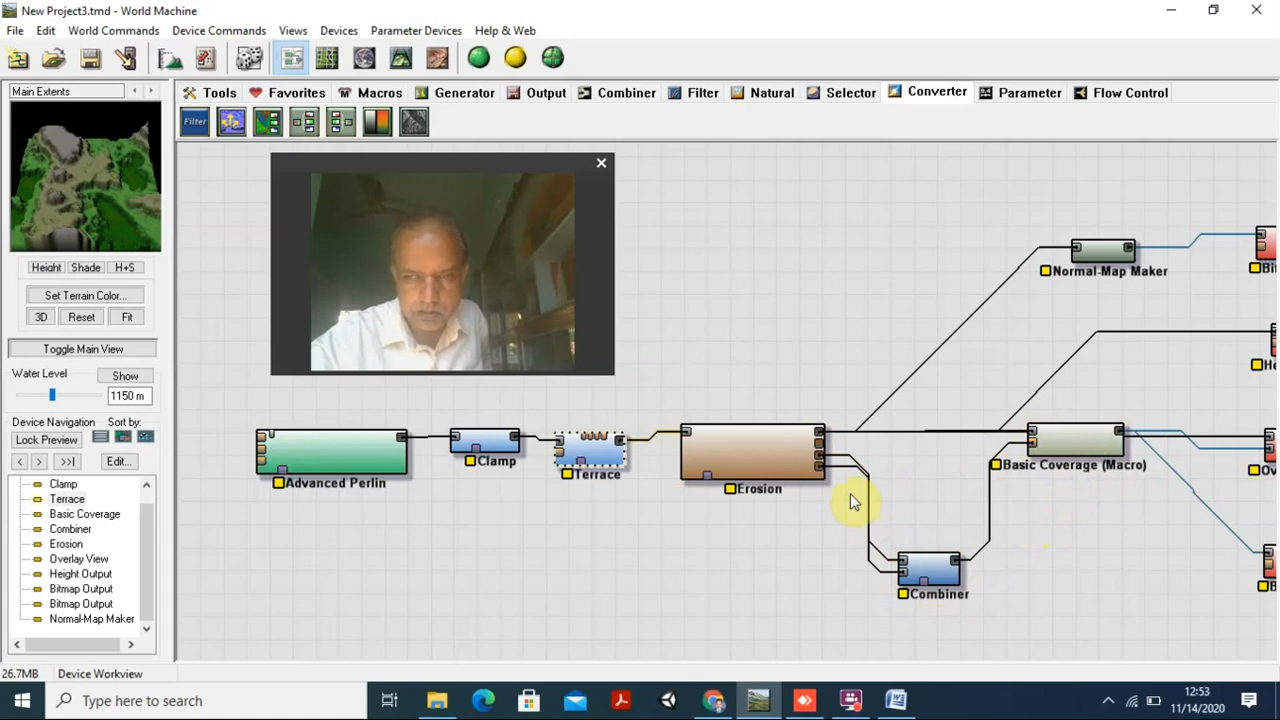 New Project3.tmd - World Machine
File Edit World Commands Device Commands Views Devices Parameter Devices Help & Web
Main Extents
Tools Favorites Macros Generator Output Combiner Filter Natural Selector Converter Parameter Flow Control
Filter
Height Shade H+S
Set Terrain Color...
3D Reset Fit
Toggle Main View
Water Level Show
1150 m
Device Navigation Sort by:
Lock Preview
< > >>| Edit...
Clamp
Terrace
Basic Coverage
Combiner
Erosion
Overlay View
Height Output
Bitmap Output
Bitmap Output
Normal-Map Maker
Normal-Map Maker
Bi
He
Basic Coverage (Macro)
Ov
Advanced Perlin
Clamp
Terrace
Erosion
Combiner
B
26.7MB Device Workview
Type here to search
12:53
11/14/2020